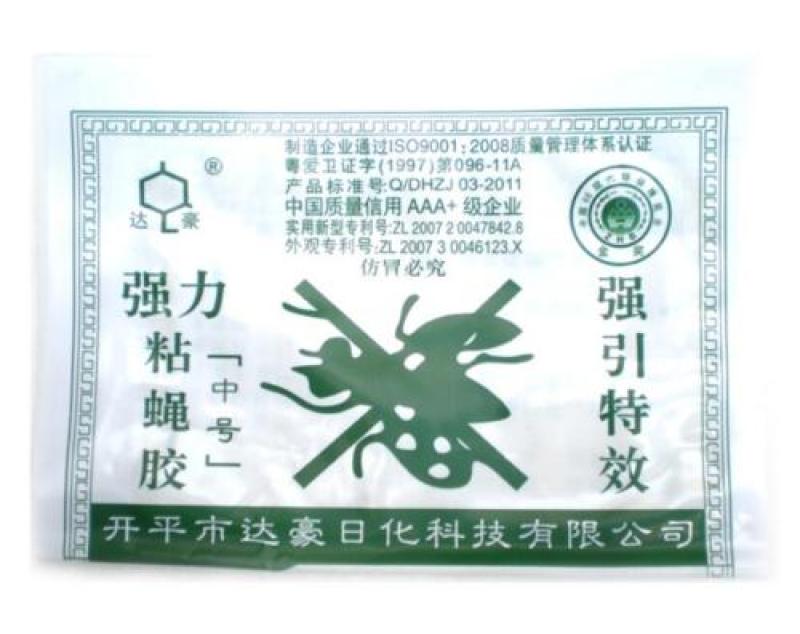 制造企业通过ISO9001:2008质量管理体系认证
粤爱卫证字(1997)第096-11A
产品标准号:Q/DHZJ 03-2011
中国质量信用AAA+级企业
实用新型专利号:ZL 2007 2 0047842.8
外观专利号:ZL 2007 3 0046123.X
仿冒必究
®
达豪
强力
粘蝇胶
「中号」
强引特效
开平市达豪日化科技有限公司